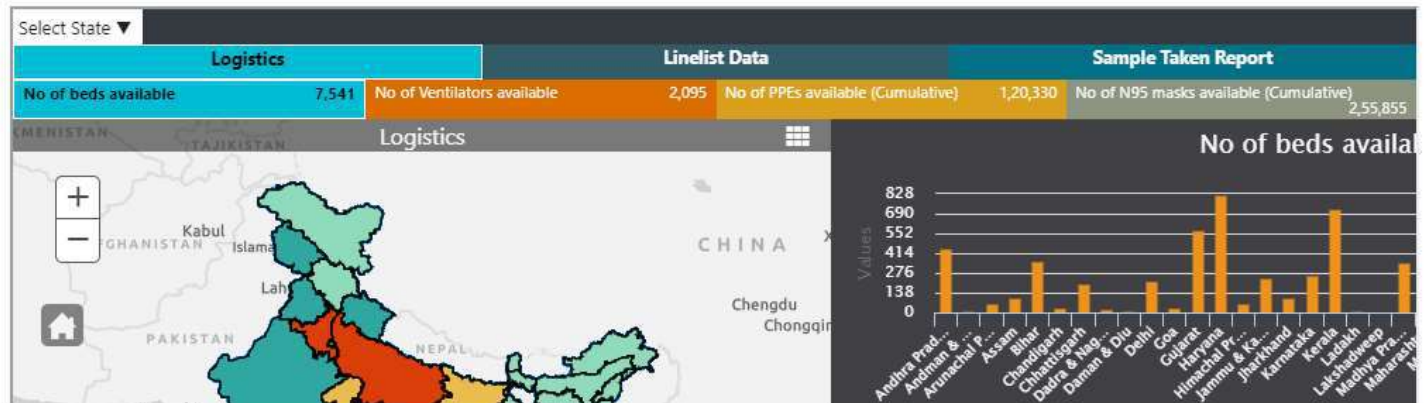 Select State ▼
Logistics
Linelist Data
Sample Taken Report
No of beds available 7,541
No of Ventilators available 2,095
No of PPEs available (Cumulative) 1,20,330
No of N95 masks available (Cumulative)
2,55,855
Logistics
TAJIKISTAN
+
−
Kabul
Islama
Lah
PAKISTAN
NEPAL
CHINA
Chengdu
Chongqin
No of beds availal
Values
828
690
552
414
276
138
0
Andhra Prad...
Andman & ...
Arunachal P...
Assam
Bihar
Chandigarh
Chhatisgarh
Dadra & Nag...
Daman & Diu
Delhi
Goa
Gujarat
Haryana
Himachal Pr...
Jammu & Ka...
Jharkhand
Karnataka
Kerala
Ladakh
Lakshadweep
Madhya Pra...
Maharasht